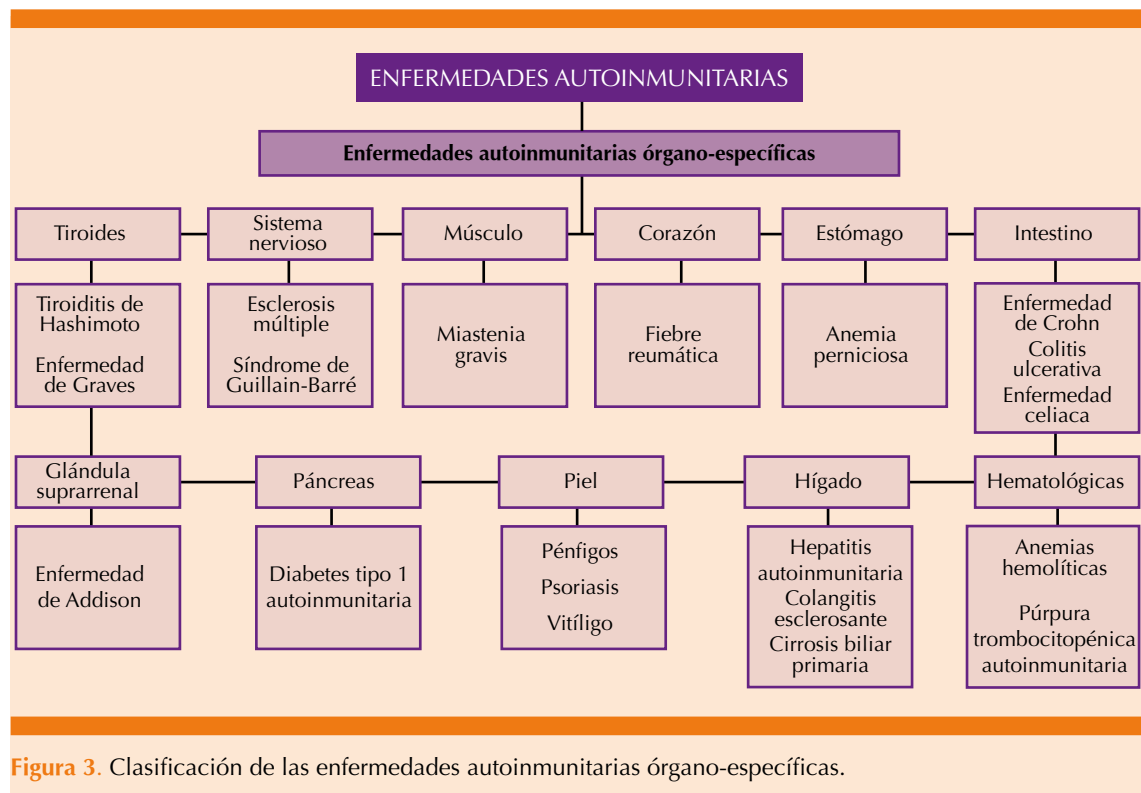 ENFERMEDADES AUTOINMUNITARIAS
Enfermedades autoinmunitarias órgano-específicas
Tiroides
Sistema
nervioso
Músculo
Corazón
Estómago
Intestino
Tiroiditis de
Hashimoto
Enfermedad
de Graves
Esclerosis
múltiple
Síndrome de
Guillain-Barré
Miastenia
gravis
Fiebre
reumática
Anemia
perniciosa
Enfermedad
de Crohn
Colitis
ulcerativa
Enfermedad
celiaca
Glándula
suprarrenal
Páncreas
Piel
Hígado
Hematológicas
Enfermedad
de Addison
Diabetes tipo 1
autoinmunitaria
Pénfigos
Psoriasis
Vitíligo
Hepatitis
autoinmunitaria
Colangitis
esclerosante
Cirrosis biliar
primaria
Anemias
hemolíticas
Púrpura
trombocitopénica
autoinmunitaria
Figura 3. Clasificación de las enfermedades autoinmunitarias órgano-específicas.